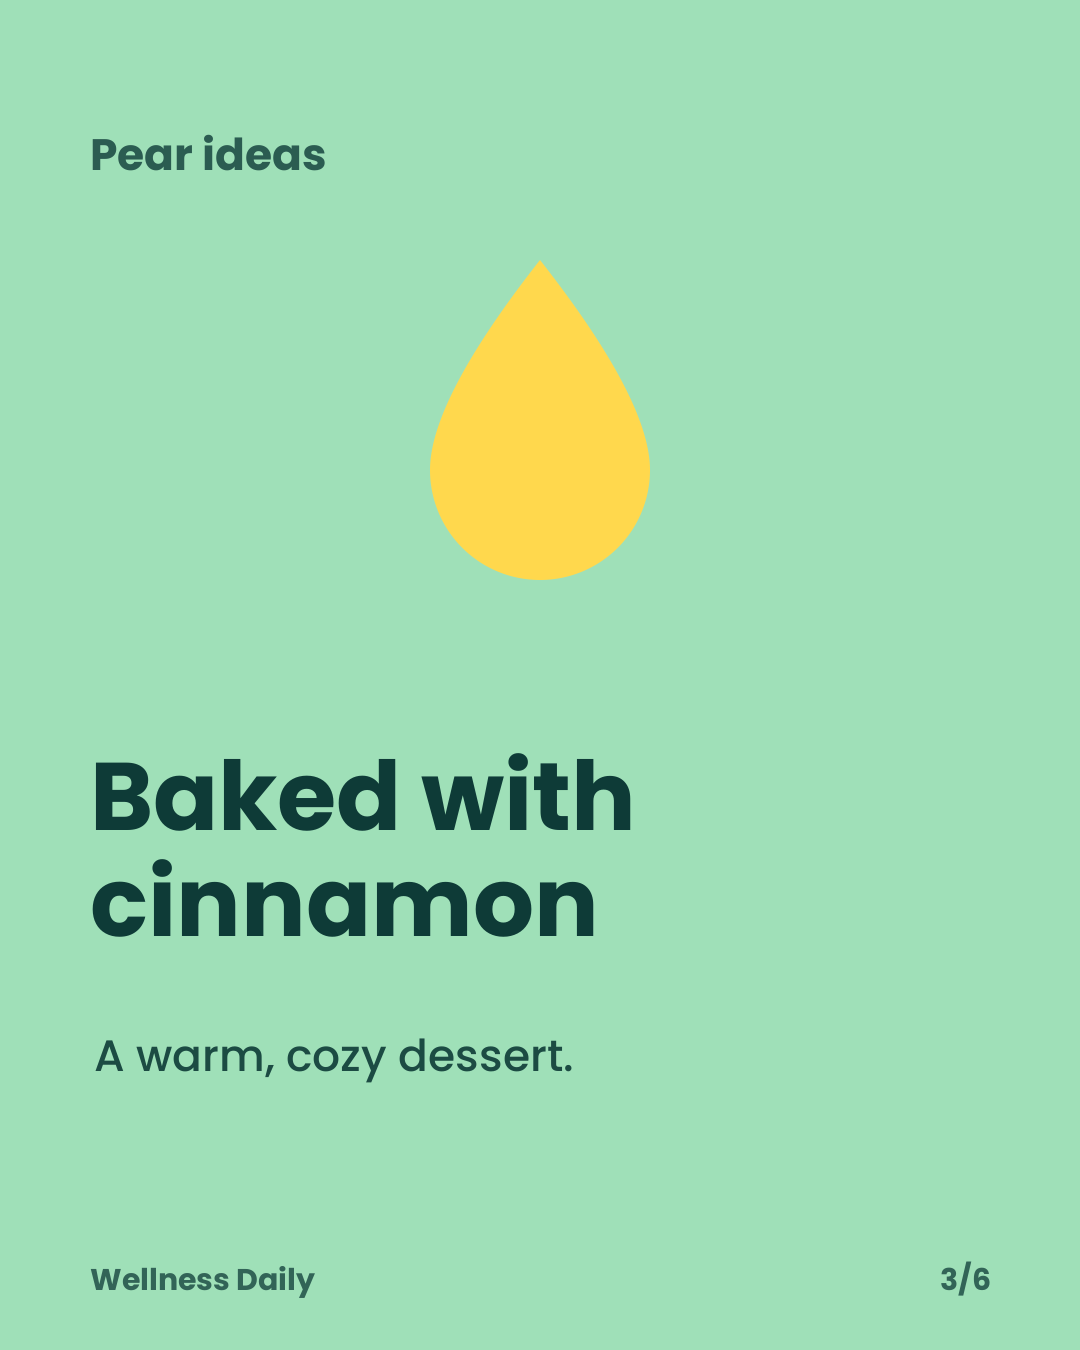 Pear ideas
Baked with
cinnamon
A warm, cozy dessert.
Wellness Daily
3/6